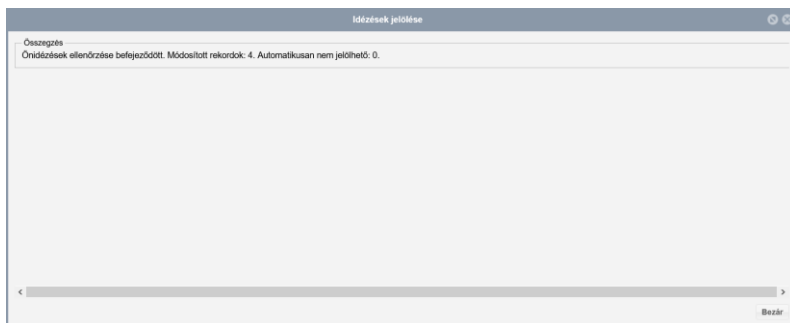 Idézések jelölése
Összegzés
Önidézések ellenőrzése befejeződött. Módosított rekordok: 4. Automatikusan nem jelölhető: 0.
Bezár